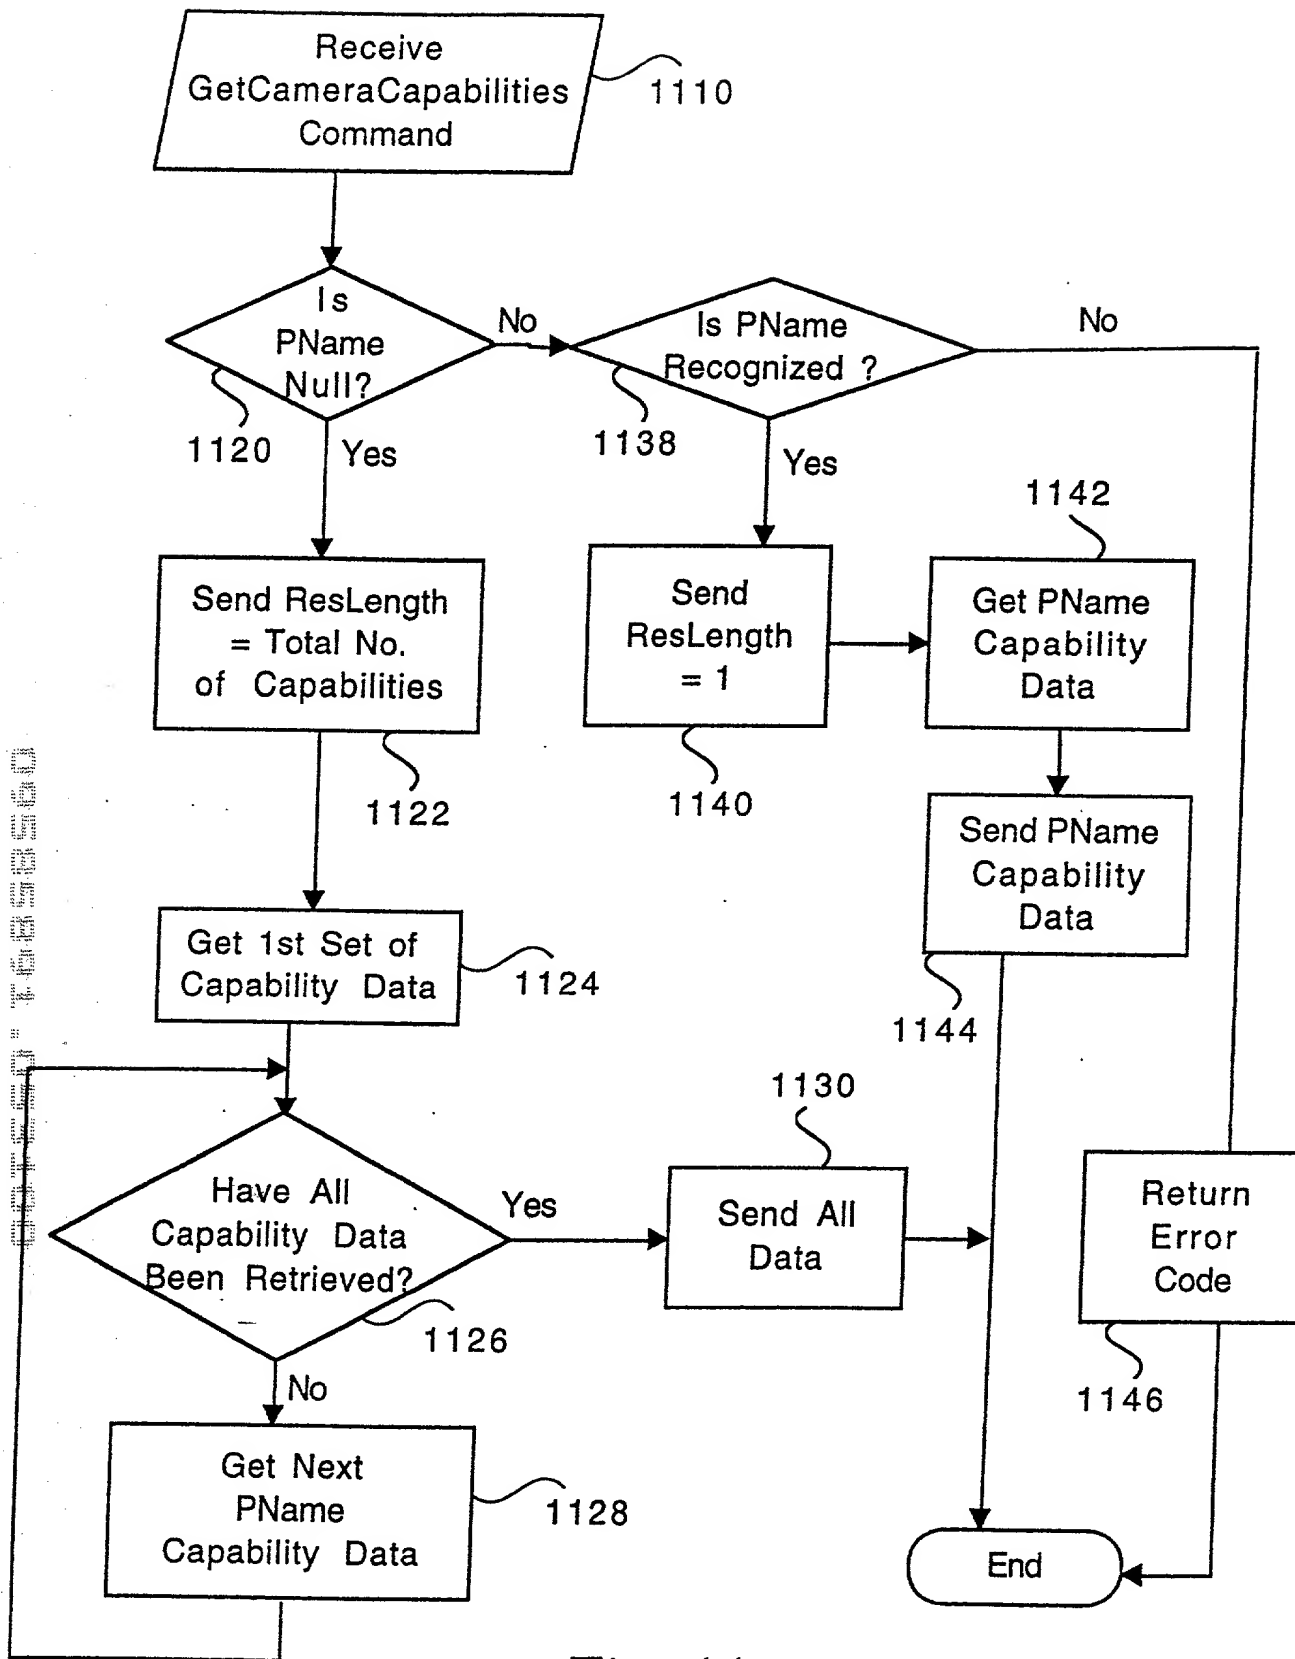 Receive
GetCameraCapabilities
Command
1110
Is
PName
Null?
1120
No
Yes
Is PName
Recognized ?
1138
No
Yes
Send ResLength
= Total No.
of Capabilities
1122
Send
ResLength
= 1
1140
1142
Get PName
Capability
Data
Send PName
Capability
Data
1144
Get 1st Set of
Capability Data
1124
Have All
Capability Data
Been Retrieved?
1126
Yes
No
1130
Send All
Data
Return
Error
Code
1146
Get Next
PName
Capability Data
1128
End